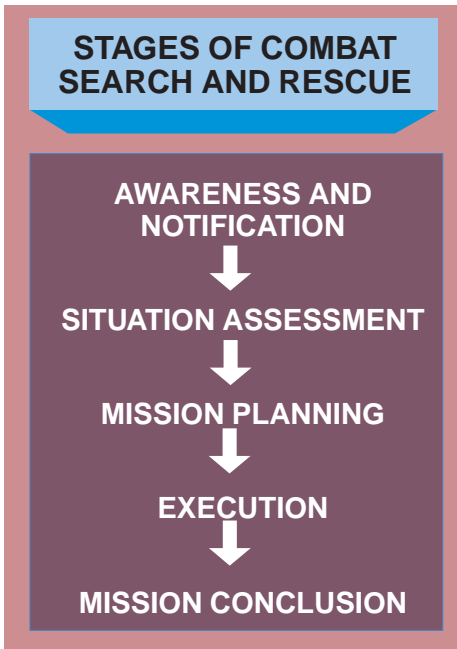 STAGES OF COMBAT
SEARCH AND RESCUE
AWARENESS AND
NOTIFICATION
SITUATION ASSESSMENT
MISSION PLANNING
EXECUTION
MISSION CONCLUSION